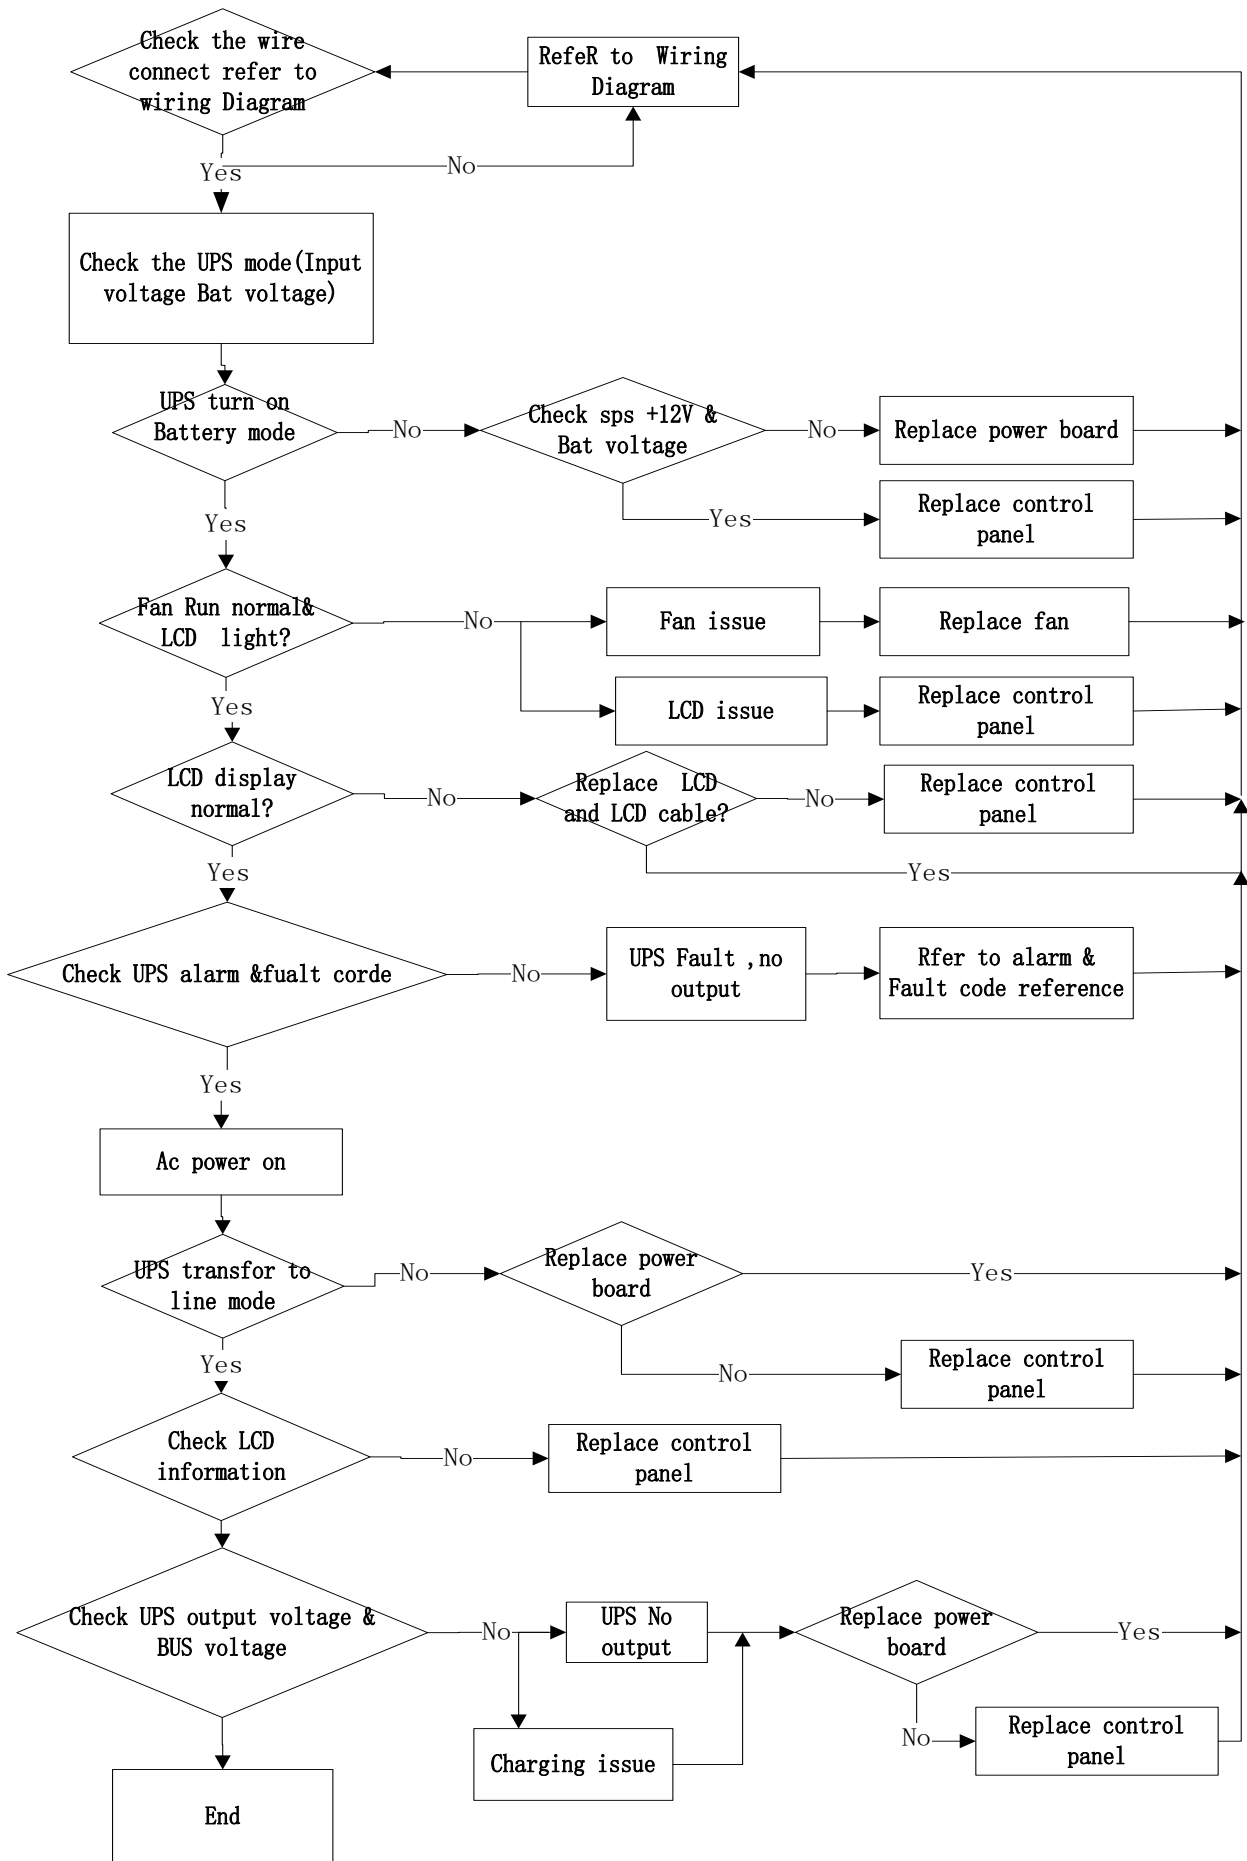 Check the wire
connect refer to
wiring Diagram
RefeR to Wiring
Diagram
Yes
No
Check the UPS mode(Input
voltage Bat voltage)
UPS turn on
Battery mode
No
Check sps +12V &
Bat voltage
No
Replace power board
Yes
Replace control
panel
Yes
Fan Run normal&
LCD light?
No
Fan issue
Replace fan
LCD issue
Replace control
panel
Yes
LCD display
normal?
No
Replace LCD
and LCD cable?
No
Replace control
panel
Yes
Yes
Check UPS alarm &fualt corde
No
UPS Fault ,no
output
Rfer to alarm &
Fault code reference
Yes
Ac power on
UPS transfor to
line mode
No
Replace power
board
Yes
No
Replace control
panel
Yes
Check LCD
information
No
Replace control
panel
Check UPS output voltage &
BUS voltage
No
UPS No
output
Replace power
board
Yes
Charging issue
No
Replace control
panel
End